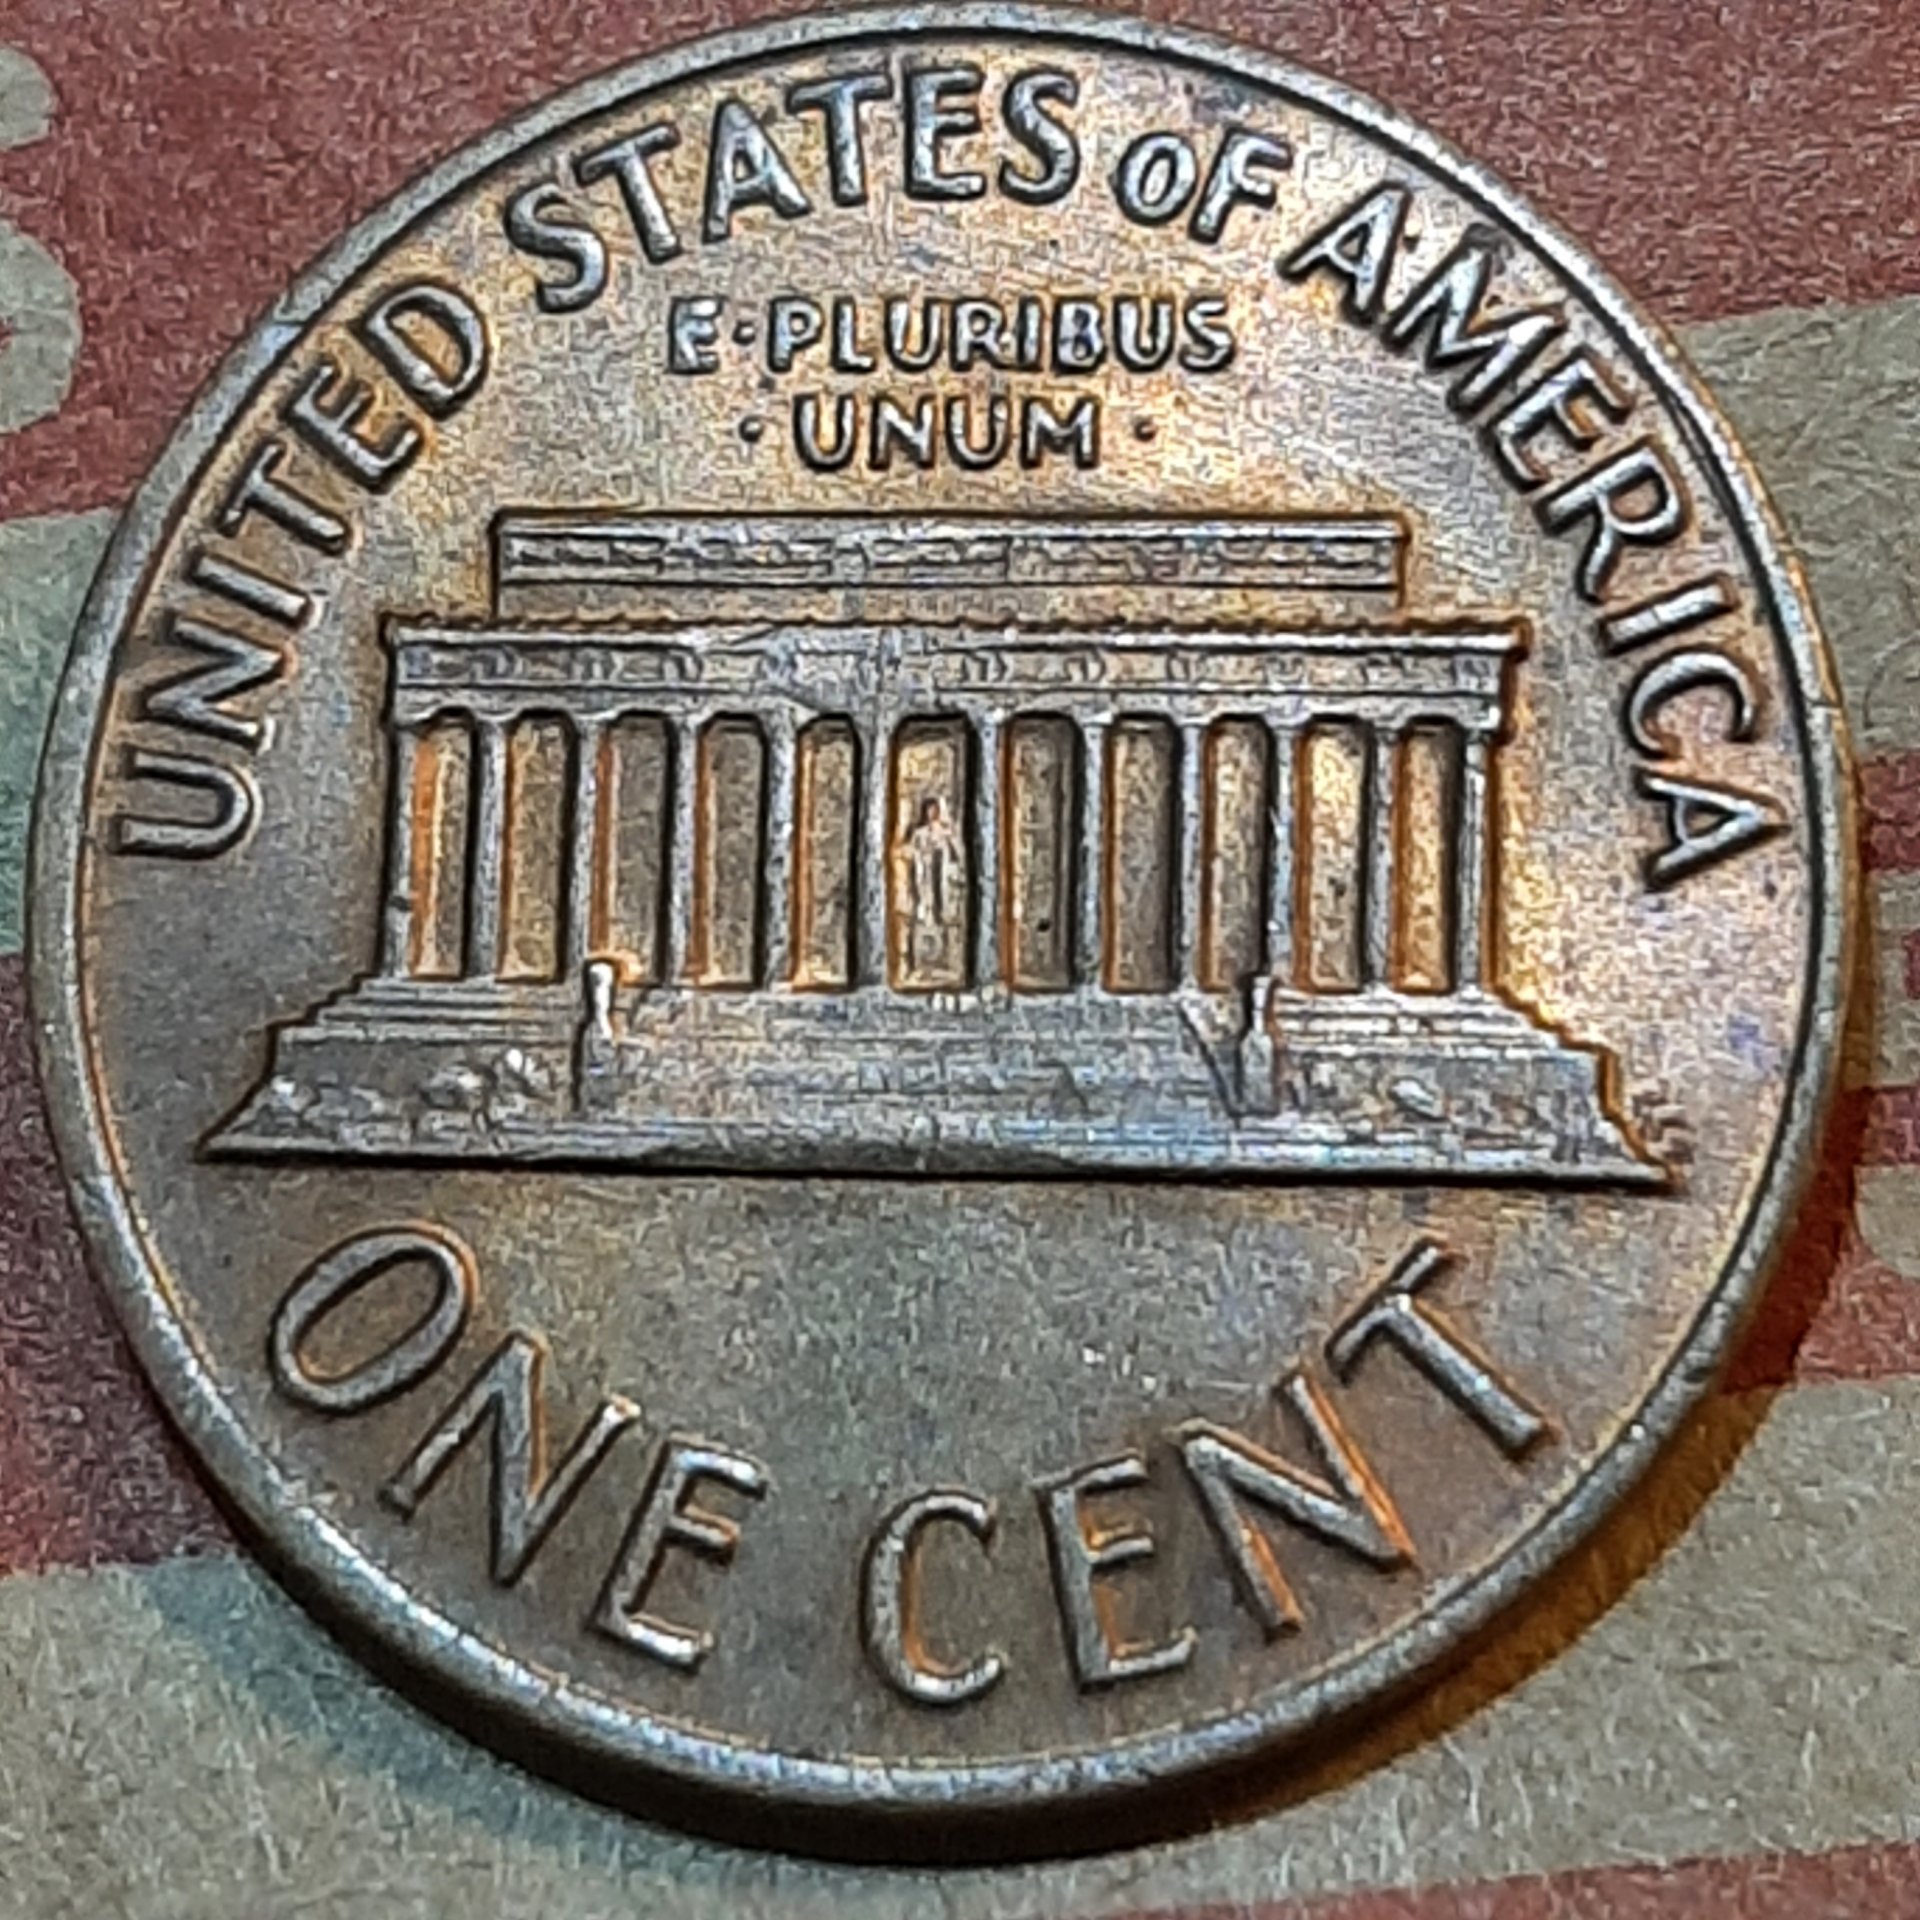 UNITED STATES OF AMERICA
E·PLURIBUS
·UNUM·
ONE CENT